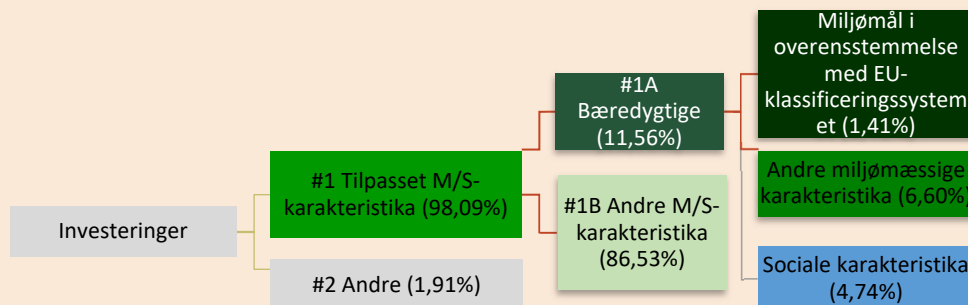 Investeringer
#1 Tilpasset M/S-
karakteristika (98,09%)
#2 Andre (1,91%)
#1A
Bæredygtige
(11,56%)
#1B Andre M/S-
karakteristika
(86,53%)
Miljømål i
overensstemmelse
med EU-
klassificeringssystem
et (1,41%)
Andre miljømæssige
karakteristika (6,60%)
Sociale karakteristika
(4,74%)